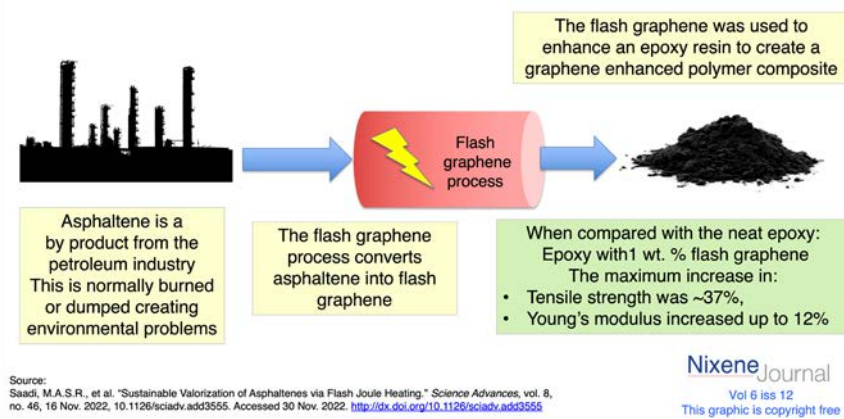 The flash graphene was used to
enhance an epoxy resin to create a
graphene enhanced polymer composite
Flash
graphene
process
Asphaltene is a
by product from the
petroleum industry
This is normally burned
or dumped creating
environmental problems
The flash graphene
process converts
asphaltene into flash
graphene
When compared with the neat epoxy:
Epoxy with1 wt. % flash graphene
The maximum increase in:
• Tensile strength was ~37%,
• Young's modulus increased up to 12%
Source:
Saadi, M.A.S.R., et al. "Sustainable Valorization of Asphaltenes via Flash Joule Heating." Science Advances, vol. 8,
no. 46, 16 Nov. 2022, 10.1126/sciadv.add3555. Accessed 30 Nov. 2022. http://dx.doi.org/10.1126/sciadv.add3555
Nixene Journal
Vol 6 iss 12
This graphic is copyright free